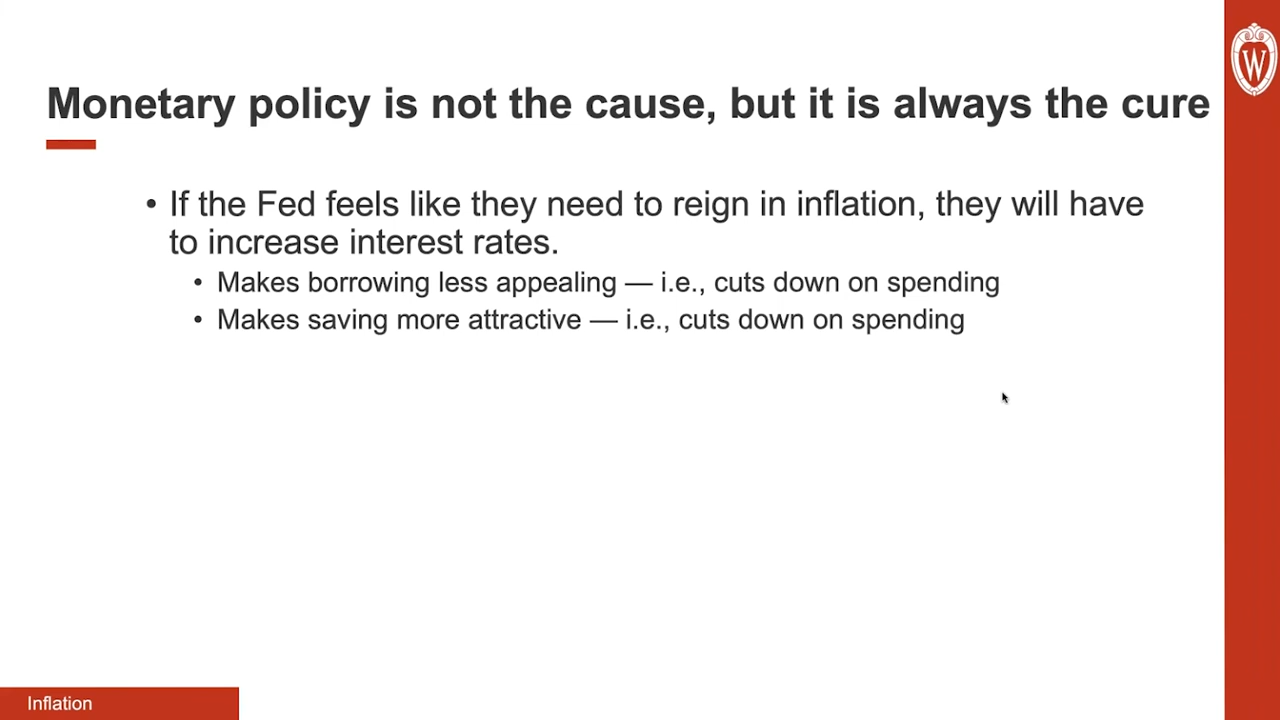 W
Monetary policy is not the cause, but it is always the cure
• If the Fed feels like they need to reign in inflation, they will have
to increase interest rates.
• Makes borrowing less appealing — i.e., cuts down on spending
• Makes saving more attractive — i.e., cuts down on spending
Inflation